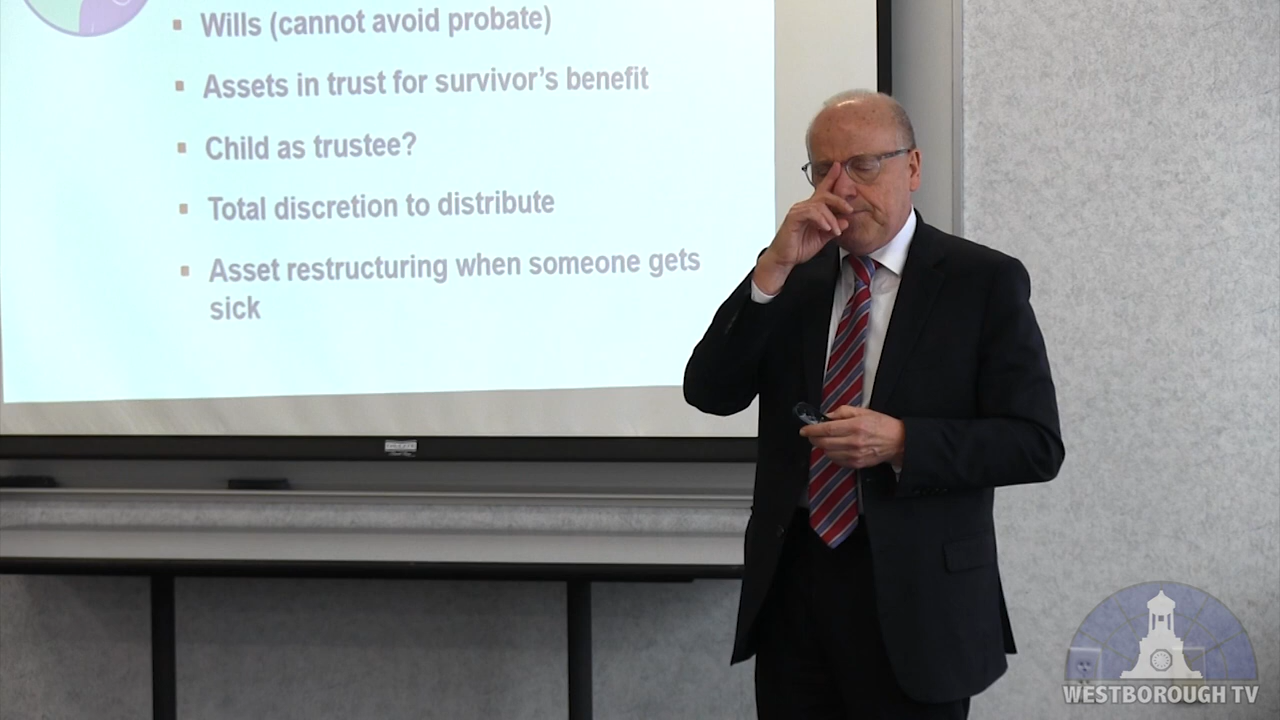 Wills (cannot avoid probate)
Assets in trust for survivor's benefit
Child as trustee?
Total discretion to distribute
Asset restructuring when someone gets
sick
WESTBOROUGH TV